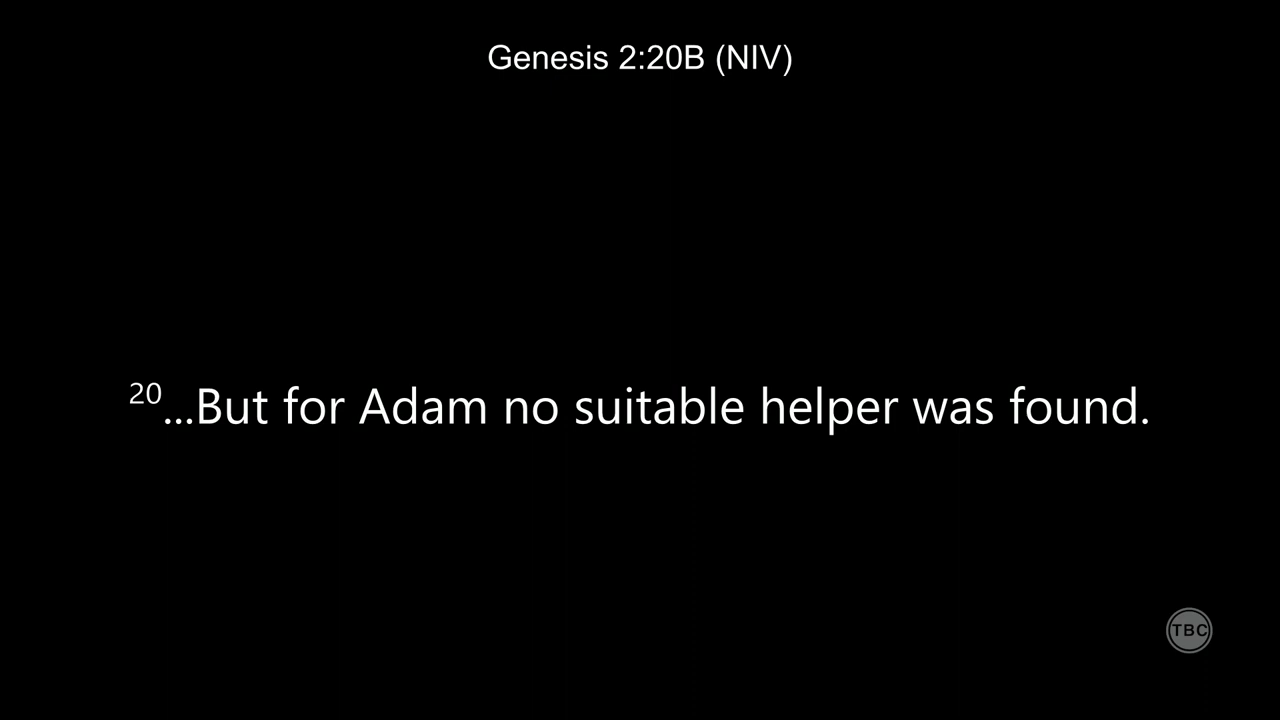 Genesis 2:20B (NIV)
20...But for Adam no suitable helper was found.
TBC